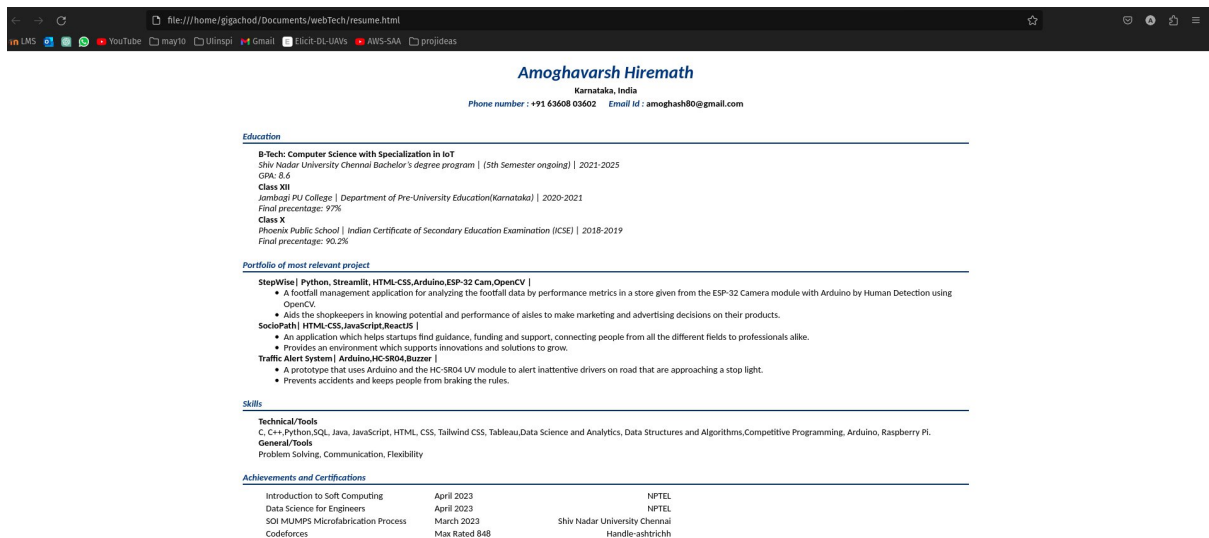 file:///home/gigachod/Documents/webTech/resume.html
in LMS YouTube may10 Ulinspi Gmail E Elicit-DL-UAVs AWS-SAA projideas
Amoghavarsh Hiremath
Karnataka, India
Phone number : +91 63608 03602 Email Id : amoghash80@gmail.com
Education
B-Tech: Computer Science with Specialization in IoT
Shiv Nadar University Chennai Bachelor's degree program | (5th Semester ongoing) | 2021-2025
GPA: 8.6
Class XII
Jambagi PU College | Department of Pre-University Education(Karnataka) | 2020-2021
Final precentage: 97%
Class X
Phoenix Public School | Indian Certificate of Secondary Education Examination (ICSE) | 2018-2019
Final precentage: 90.2%
Portfolio of most relevant project
StepWise| Python, Streamlit, HTML-CSS,Arduino,ESP-32 Cam,OpenCV |
• A footfall management application for analyzing the footfall data by performance metrics in a store given from the ESP-32 Camera module with Arduino by Human Detection using
OpenCV.
• Aids the shopkeepers in knowing potential and performance of aisles to make marketing and advertising decisions on their products.
SocioPath| HTML-CSS,JavaScript,ReactJS |
• An application which helps startups find guidance, funding and support, connecting people from all the different fields to professionals alike.
• Provides an environment which supports innovations and solutions to grow.
Traffic Alert System| Arduino,HC-SR04,Buzzer |
• A prototype that uses Arduino and the HC-SR04 UV module to alert inattentive drivers on road that are approaching a stop light.
• Prevents accidents and keeps people from braking the rules.
Skills
Technical/Tools
C, C++,Python,SQL, Java, JavaScript, HTML, CSS, Tailwind CSS, Tableau,Data Science and Analytics, Data Structures and Algorithms,Competitive Programming, Arduino, Raspberry Pi.
General/Tools
Problem Solving, Communication, Flexibility
Achievements and Certifications
Introduction to Soft Computing April 2023 NPTEL
Data Science for Engineers April 2023 NPTEL
SOI MUMPS Microfabrication Process March 2023 Shiv Nadar University Chennai
Codeforces Max Rated 848 Handle-ashtrichh